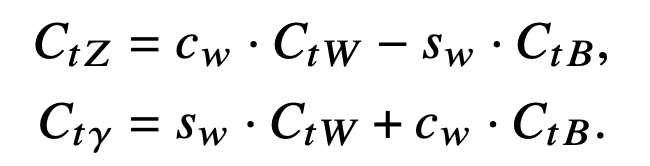 C_{tZ} = c_w · C_{tW} − s_w · C_{tB},
C_{tγ} = s_w · C_{tW} + c_w · C_{tB}.